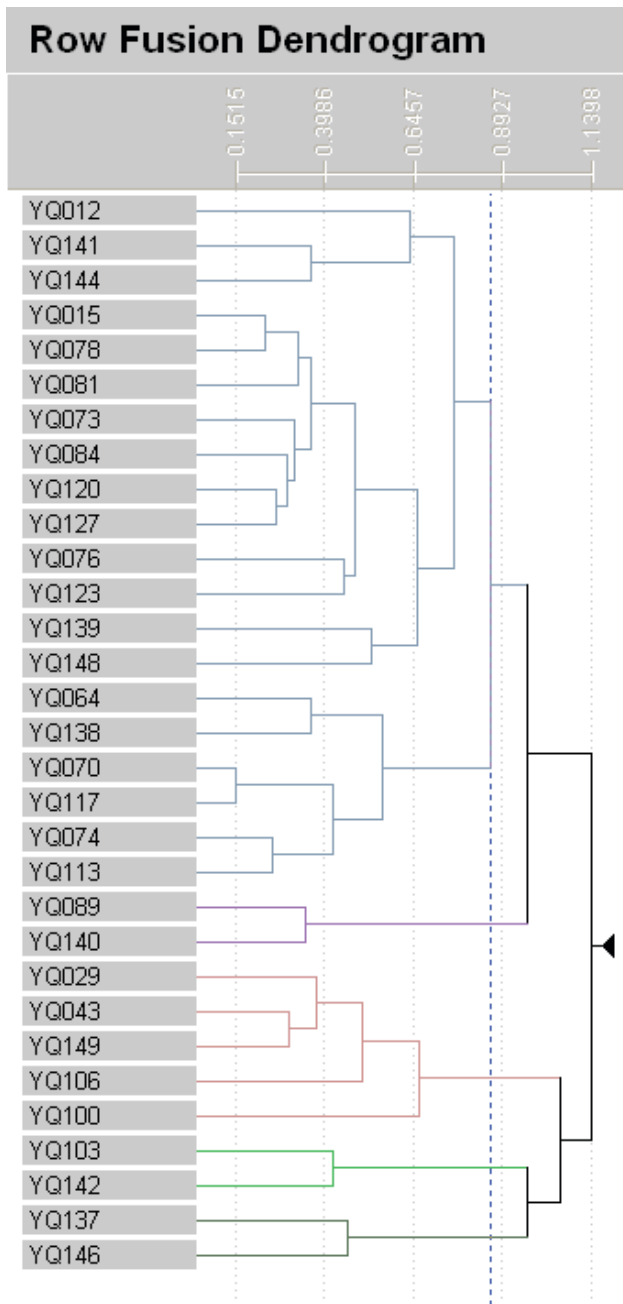 Row Fusion Dendrogram
0.1515
0.3986
0.6457
0.8927
1.1398
YQ012
YQ141
YQ144
YQ015
YQ078
YQ081
YQ073
YQ084
YQ120
YQ127
YQ076
YQ123
YQ139
YQ148
YQ064
YQ138
YQ070
YQ117
YQ074
YQ113
YQ089
YQ140
YQ029
YQ043
YQ149
YQ106
YQ100
YQ103
YQ142
YQ137
YQ146